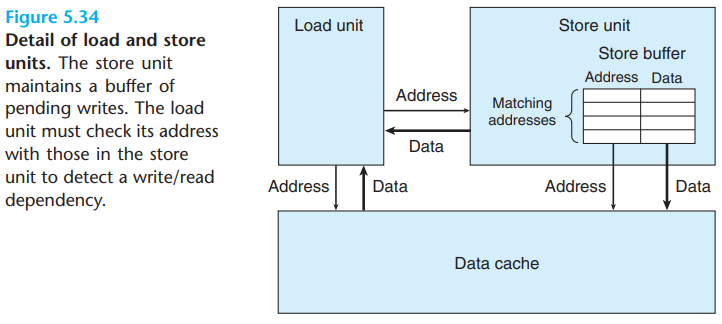 Figure 5.34
Detail of load and store
units. The store unit
maintains a buffer of
pending writes. The load
unit must check its address
with those in the store
unit to detect a write/read
dependency.
Load unit
Store unit
Store buffer
Address Data
Matching
addresses
Address
Data
Address
Data
Address
Data
Data cache